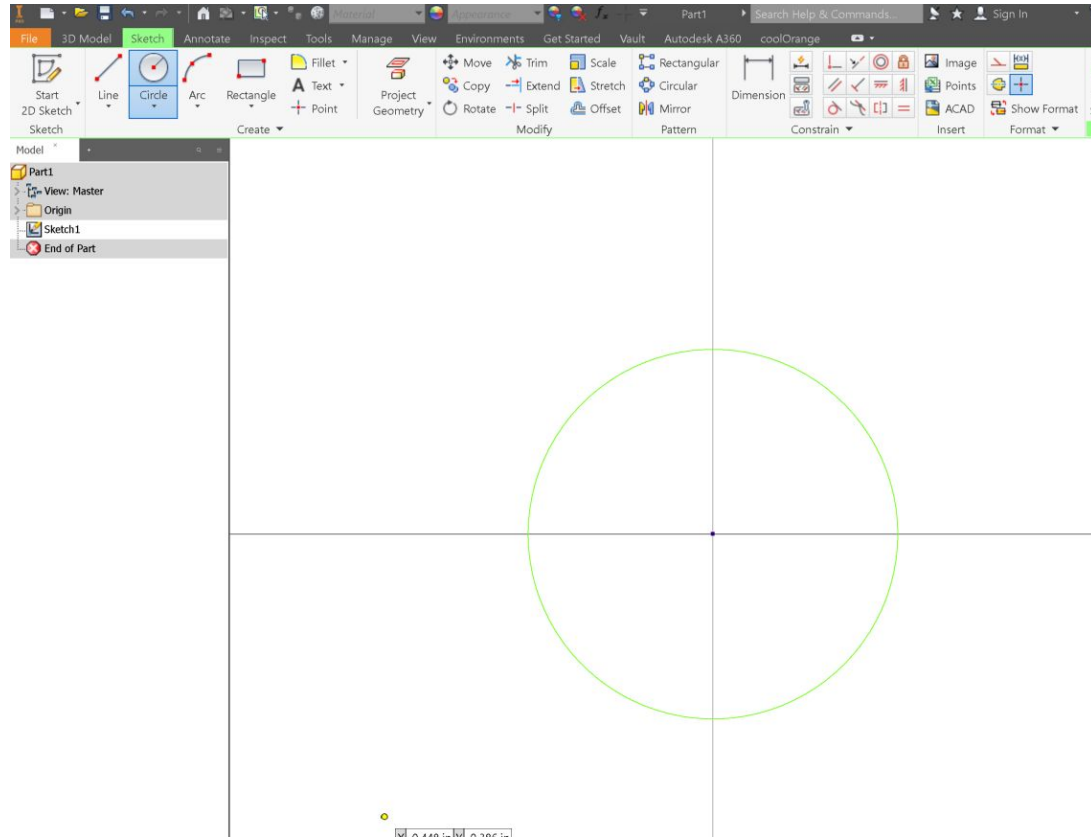 Material Appearance Part1 Search Help & Commands... Sign In
File 3D Model Sketch Annotate Inspect Tools Manage View Environments Get Started Vault Autodesk A360 coolOrange
Start 2D Sketch
Line
Circle
Arc
Rectangle
Fillet
Text
Point
Project Geometry
Move
Copy
Rotate
Trim
Extend
Split
Scale
Stretch
Offset
Rectangular
Circular
Mirror
Dimension
Image
Points
ACAD
Show Format
Sketch Create Modify Pattern Constrain Insert Format
Model
Part1
View: Master
Origin
Sketch1
End of Part